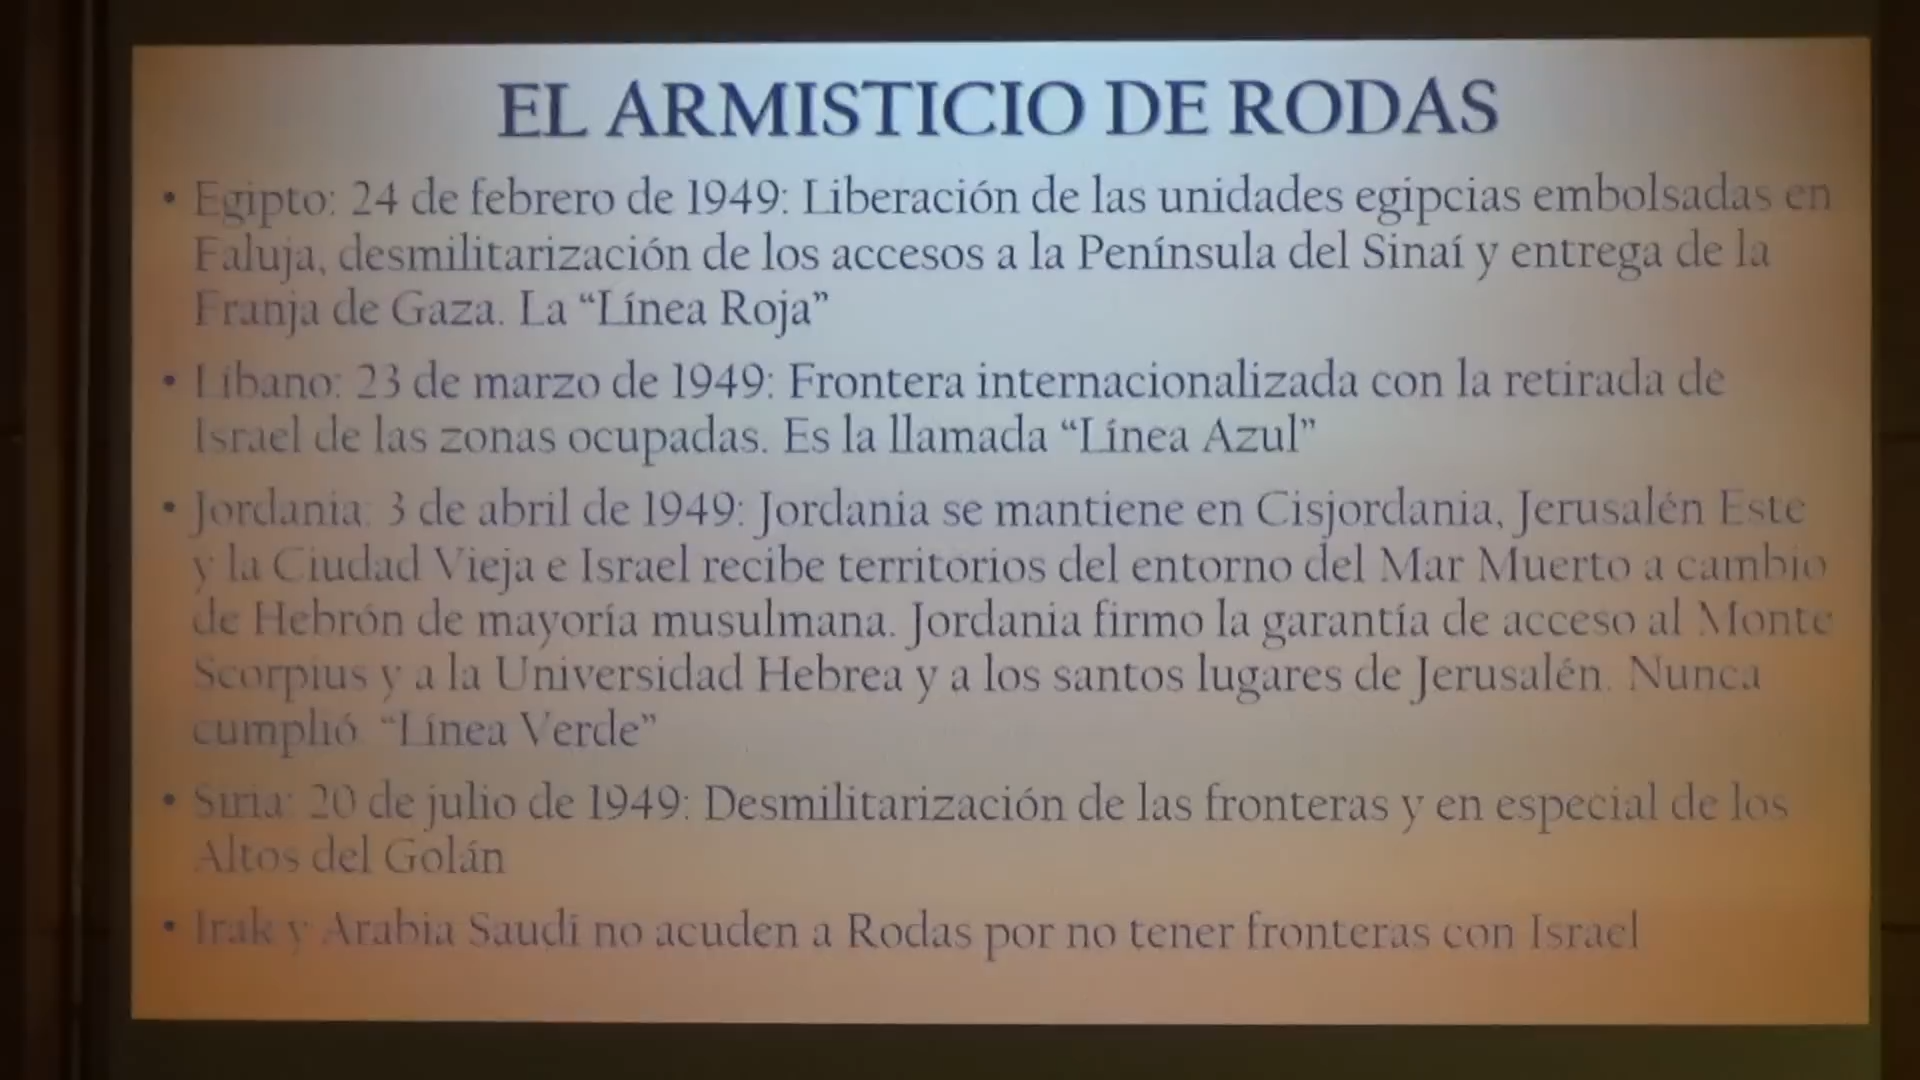 EL ARMISTICIO DE RODAS
• Egipto: 24 de febrero de 1949: Liberación de las unidades egipcias embolsadas en
Faluja, desmilitarización de los accesos a la Península del Sinaí y entrega de la
Franja de Gaza. La “Línea Roja”
• Líbano: 23 de marzo de 1949: Frontera internacionalizada con la retirada de
Israel de las zonas ocupadas. Es la llamada “Línea Azul”
• Jordania: 3 de abril de 1949: Jordania se mantiene en Cisjordania, Jerusalén Este
y la Ciudad Vieja e Israel recibe territorios del entorno del Mar Muerto a cambio
de Hebrón de mayoría musulmana. Jordania firmo la garantía de acceso al Monte
Scorpius y a la Universidad Hebrea y a los santos lugares de Jerusalén. Nunca
cumplió “Línea Verde”
• Siria: 20 de julio de 1949: Desmilitarización de las fronteras y en especial de los
Altos del Golán
• Irak y Arabia Saudí no acuden a Rodas por no tener fronteras con Israel